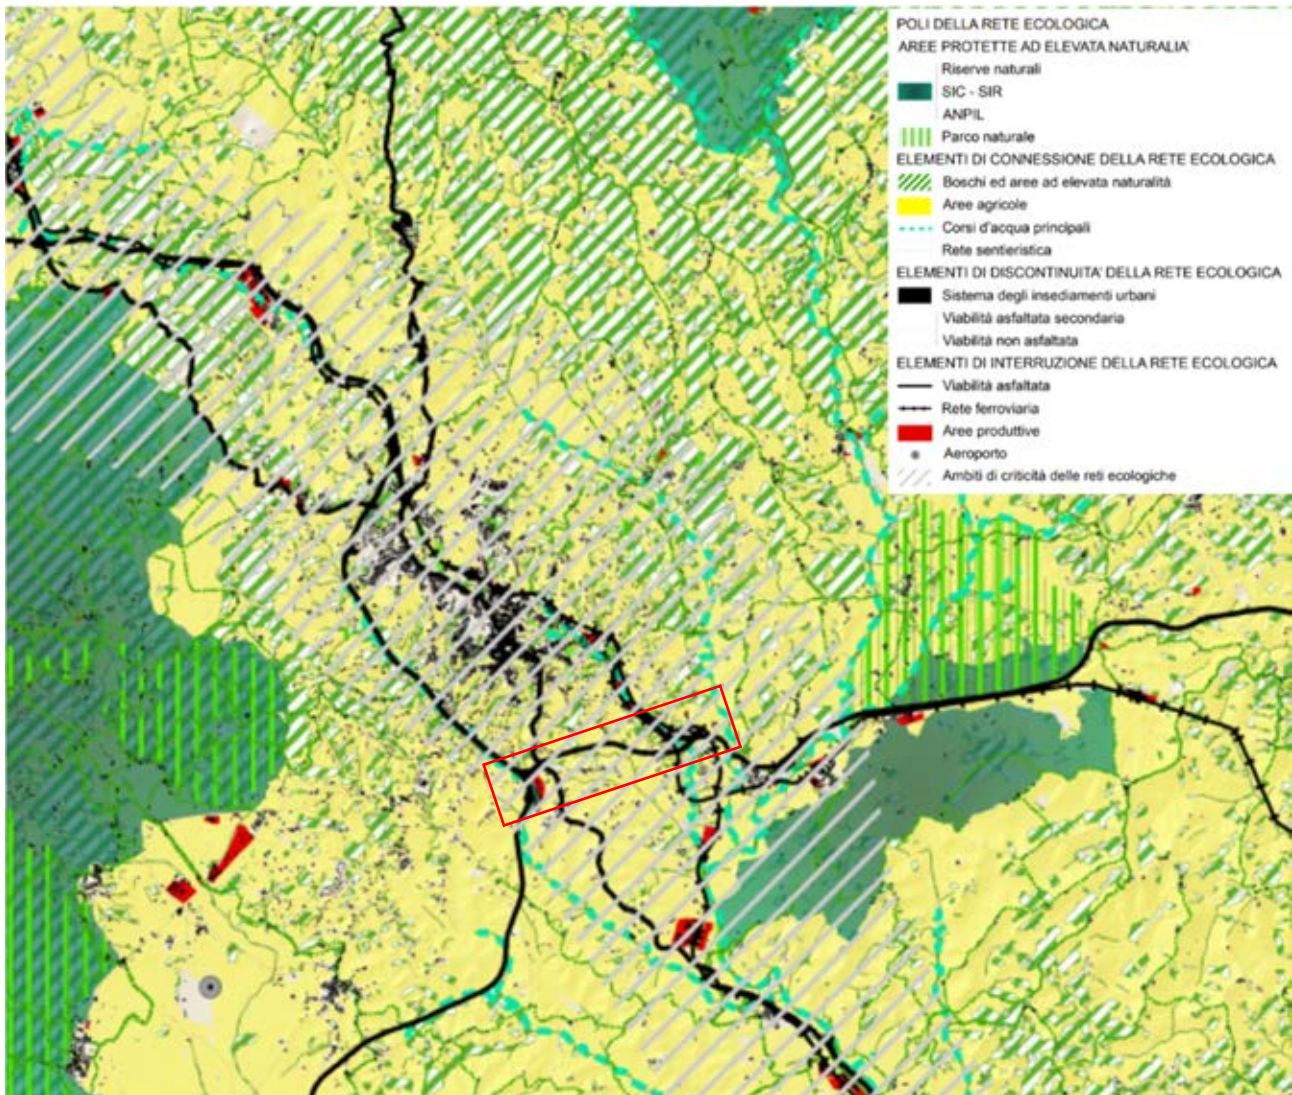 POLI DELLA RETE ECOLOGICA
AREE PROTETTE AD ELEVATA NATURALIA'
Riserve naturali
SIC - SIR
ANPIL
Parco naturale
ELEMENTI DI CONNESSIONE DELLA RETE ECOLOGICA
Boschi ed aree ad elevata naturalità
Aree agricole
Corsi d'acqua principali
Rete sentieristica
ELEMENTI DI DISCONTINUITA' DELLA RETE ECOLOGICA
Sistema degli insediamenti urbani
Viabilità asfaltata secondaria
Viabilità non asfaltata
ELEMENTI DI INTERRUZIONE DELLA RETE ECOLOGICA
Viabilità asfaltata
Rete ferroviaria
Aree produttive
Aeroporto
Ambiti di criticità delle reti ecologiche